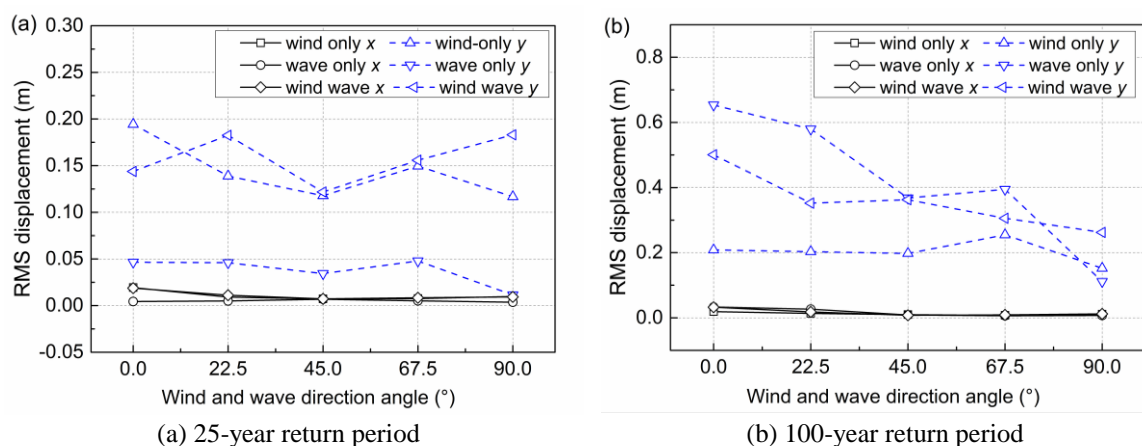 (a)
0.30
0.25
0.20
0.15
0.10
0.05
0.00
-0.05
RMS displacement (m)
wind only x
wind-only y
wave only x
wave only y
wind wave x
wind wave y
0.0 22.5 45.0 67.5 90.0
Wind and wave direction angle (°)
(a) 25-year return period
(b)
0.8
0.6
0.4
0.2
0.0
RMS displacement (m)
wind only x
wind only y
wave only x
wave only y
wind wave x
wind wave y
0.0 22.5 45.0 67.5 90.0
Wind and wave direction angle (°)
(b) 100-year return period